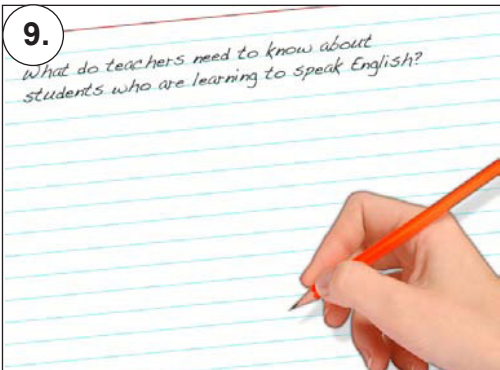 9.
What do teachers need to know about
students who are learning to speak English?